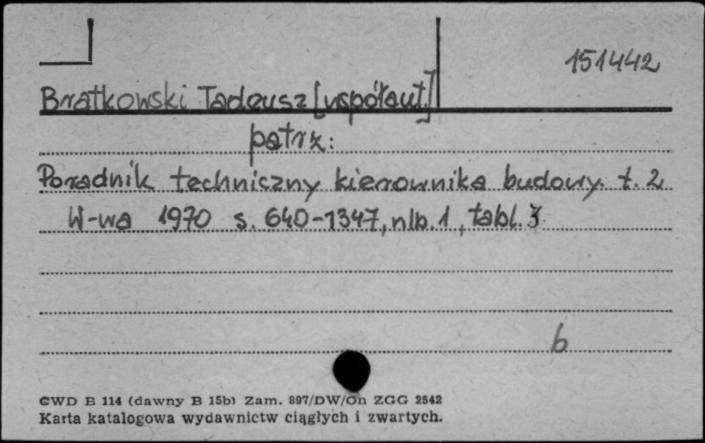 151442
Bratkowski Tadeusz [współaut.]
patrz:
Poradnik techniczny kierownika budowy. t. 2
W-wa 1970 s. 640-1347, nlb. 1, tabl. 3
b
CWD B 114 (dawny B 15b) Zam. 897/DW/On ZGG 2542
Karta katalogowa wydawnictw ciągłych i zwartych.